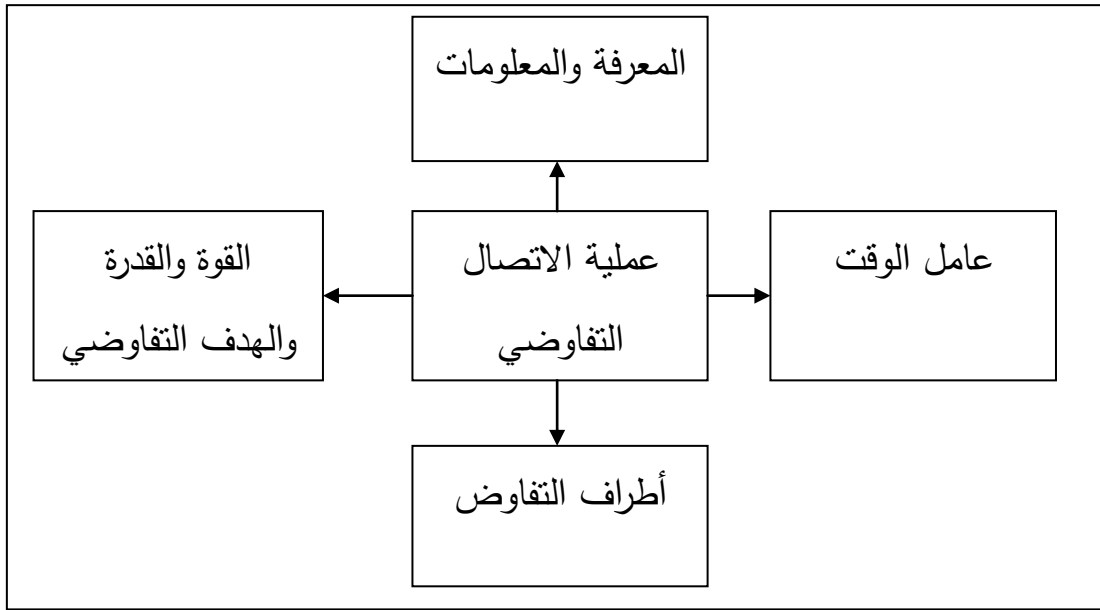 المعرفة والمعلومات
عامل الوقت
عملية الاتصال
التفاوضي
القوة والقدرة
والهدف التفاوضي
أطراف التفاوض